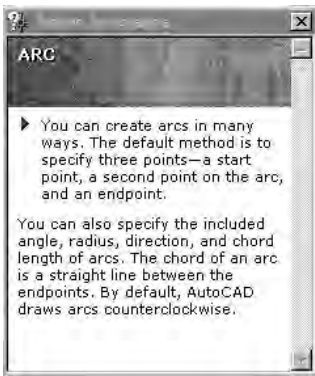 ARC
You can create arcs in many
ways. The default method is to
specify three points—a start
point, a second point on the arc,
and an endpoint.
You can also specify the included
angle, radius, direction, and chord
length of arcs. The chord of an arc
is a straight line between the
endpoints. By default, AutoCAD
draws arcs counterclockwise.